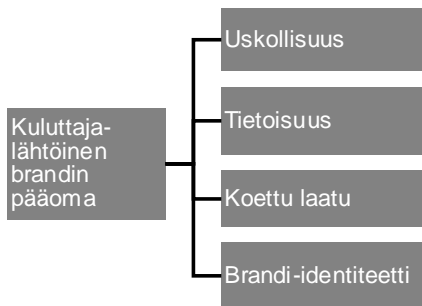 Uskollisuus
Tietoisuus
Kuluttaja-
lähtöinen
brandin
pääoma
Koettu laatu
Brandi-identiteetti